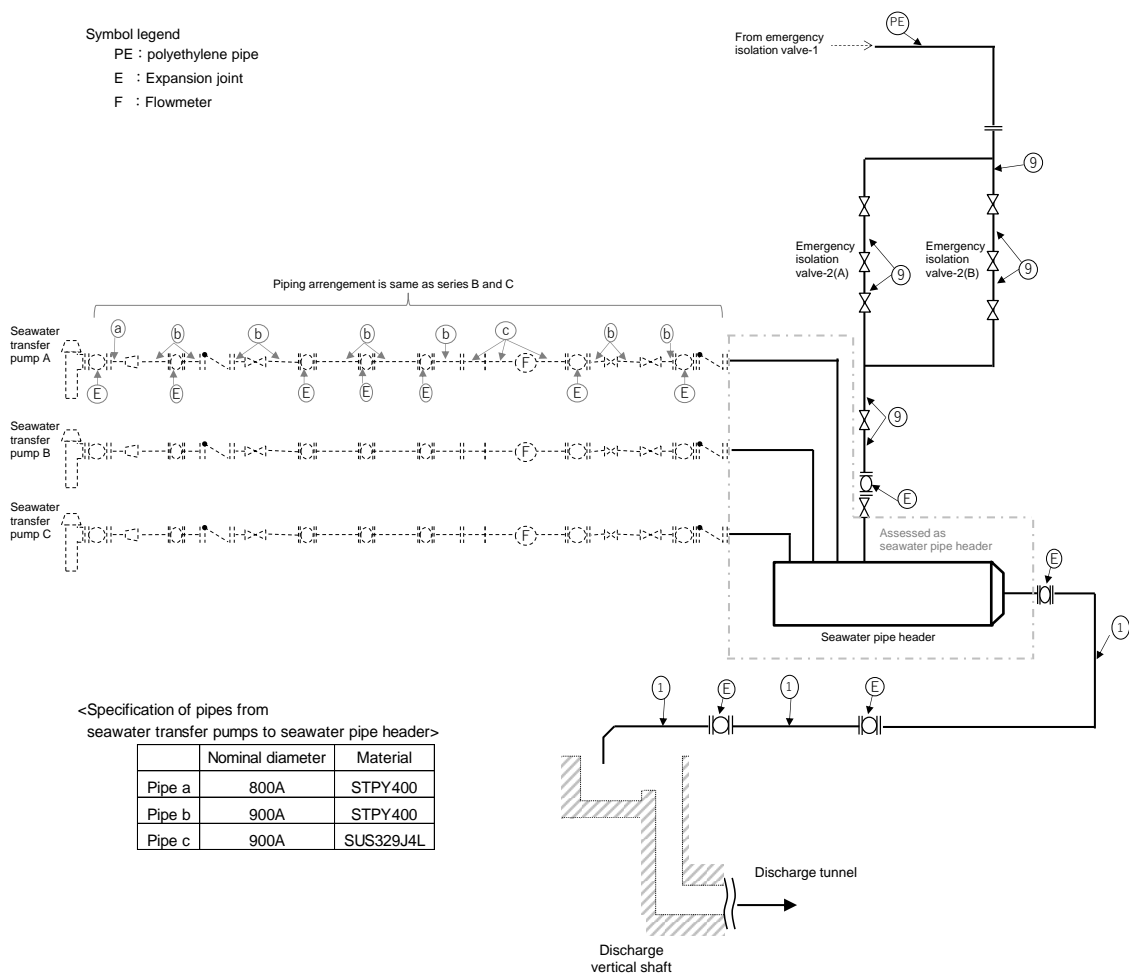 Symbol legend
PE：polyethylene pipe
E ：Expansion joint
F ：Flowmeter
PE
From emergency
isolation valve-1
9
Emergency
isolation
valve-2(A)
Emergency
isolation
valve-2(B)
9
9
Piping arrengement is same as series B and C
Seawater
transfer
pump A
a
b
b
b
b
c
b
b
F
E
E
E
E
E
E
E
9
Seawater
transfer
pump B
F
E
Seawater
transfer
pump C
F
Assessed as
seawater pipe header
E
Seawater pipe header
1
1
E
1
E
<Specification of pipes from
seawater transfer pumps to seawater pipe header>
Nominal diameter Material
Pipe a 800A STPY400
Pipe b 900A STPY400
Pipe c 900A SUS329J4L
Discharge tunnel
Discharge
vertical shaft